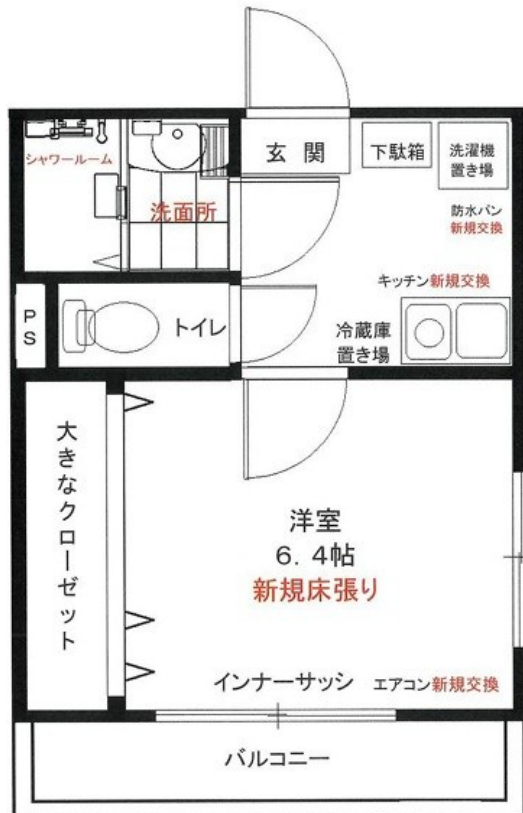 玄 関
下駄箱
洗濯機
置き場
シャワールーム
洗面所
防水パン
新規交換
キッチン新規交換
PS
トイレ
冷蔵庫
置き場
大きなクローゼット
洋室
6.4帖
新規床張り
インナーサッシ
エアコン新規交換
バルコニー